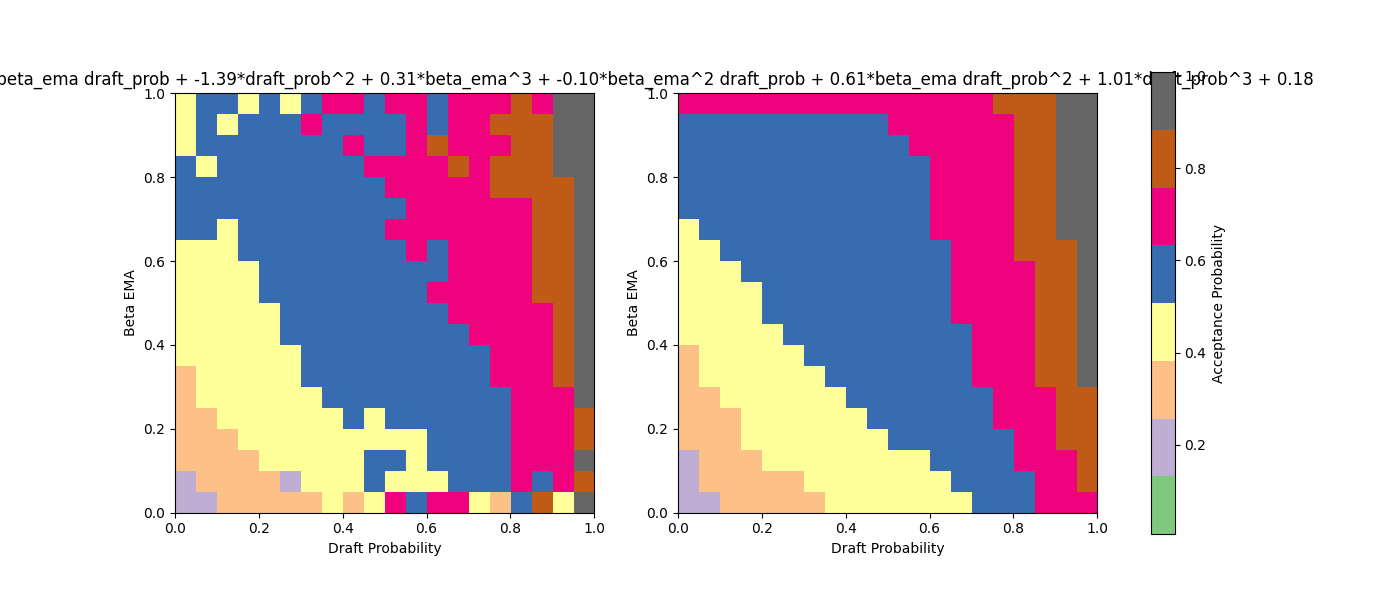 beta_ema draft_prob + -1.39*draft_prob^2 + 0.31*beta_ema^3 + -0.10*beta_ema^2 draft_prob + 0.61*beta_ema draft_prob^2 + 1.01*draft_prob^3 + 0.18
1.0
0.8
0.6
0.4
0.2
0.0
Beta EMA
0.0 0.2 0.4 0.6 0.8 1.0
Draft Probability
1.0
0.8
0.6
0.4
0.2
0.0
Beta EMA
0.0 0.2 0.4 0.6 0.8 1.0
Draft Probability
1.0
0.8
0.6
0.4
0.2
Acceptance Probability